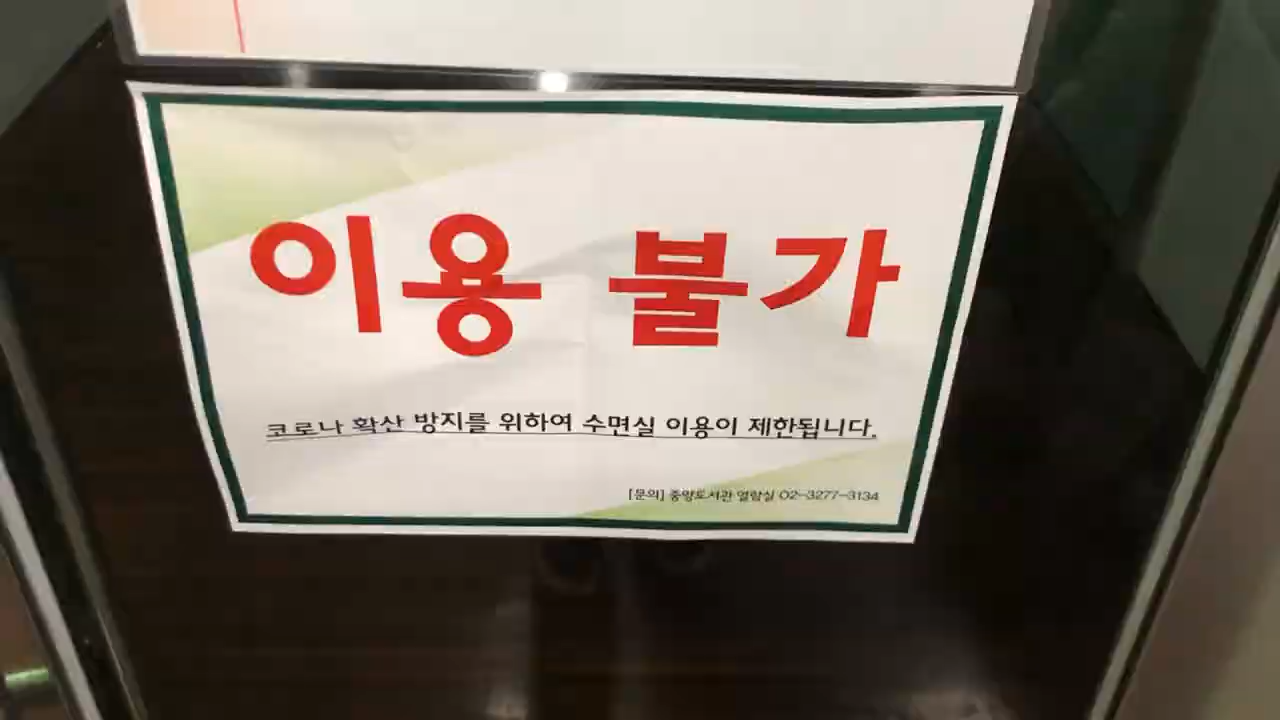 이용 불가
코로나 확산 방지를 위하여 수면실 이용이 제한됩니다.
[문의] 중앙도서관 열람실 02-3277-3134